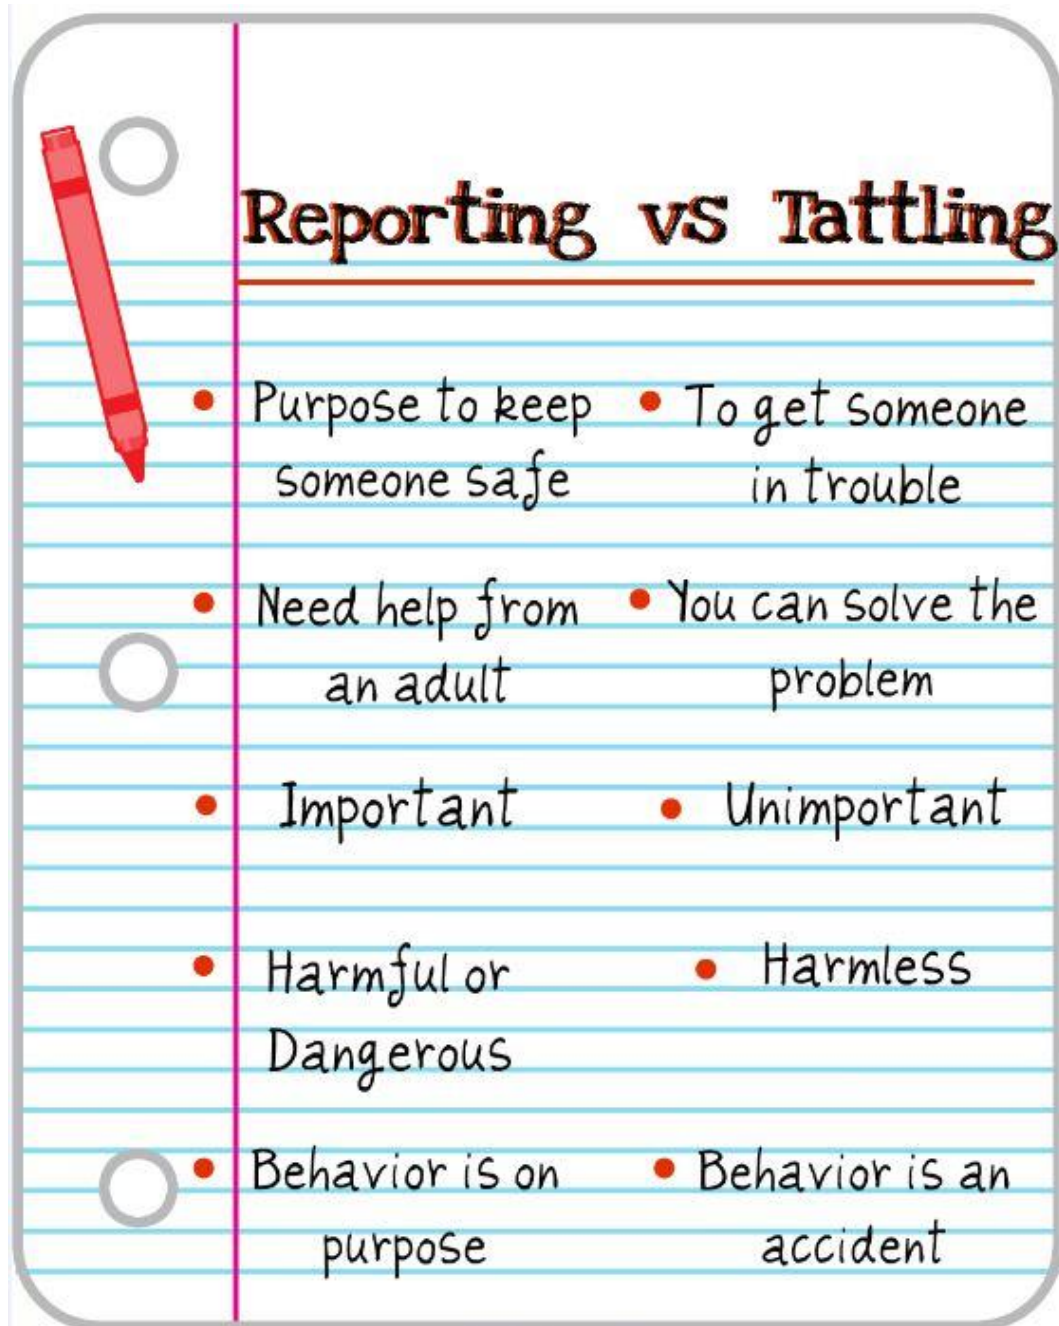 Reporting vs Tattling
Purpose to keep
someone safe
To get someone
in trouble
Need help from
an adult
You can solve the
problem
Important
Unimportant
Harmful or
Dangerous
Harmless
Behavior is on
purpose
Behavior is an
accident